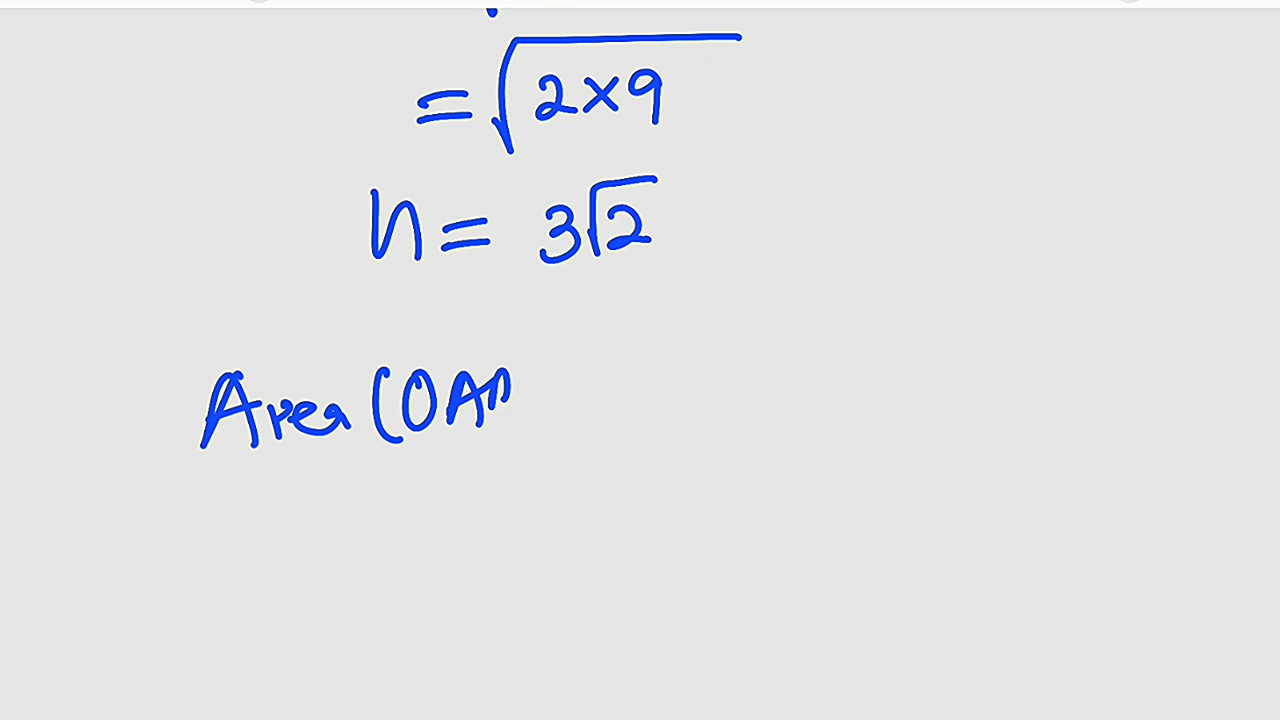 = √2×9
h = 3√2
Area (OA